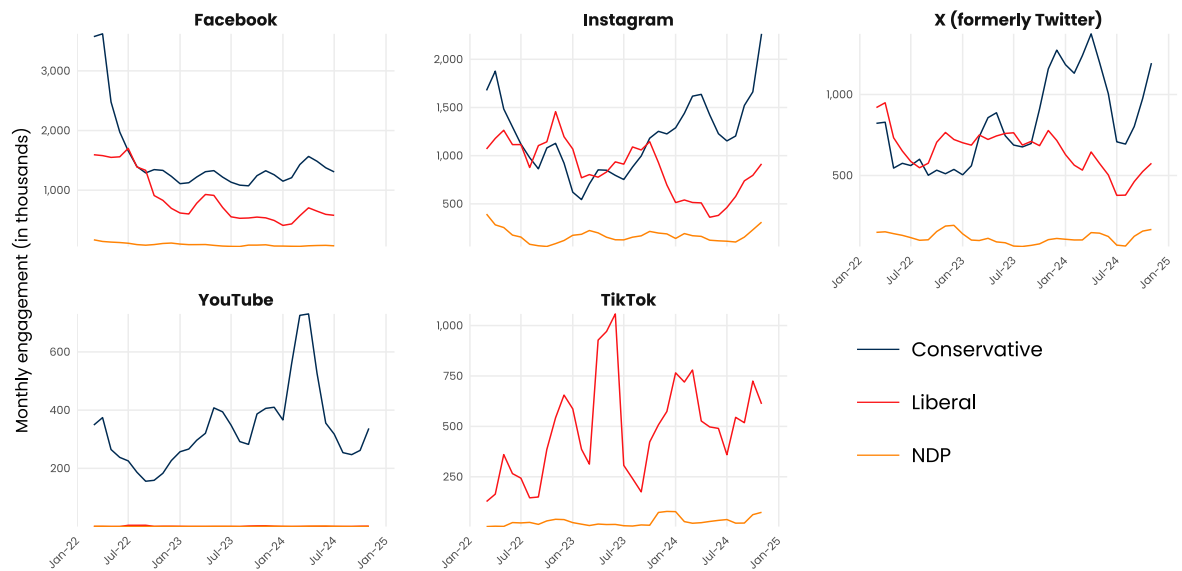 Facebook
Instagram
X (formerly Twitter)
Monthly engagement (in thousands)
3,000
2,000
1,000
2,000
1,500
1,000
500
1,000
500
Jan-22
Jul-22
Jan-23
Jul-23
Jan-24
Jul-24
Jan-25
YouTube
TikTok
600
400
200
1,000
750
500
250
Jan-22
Jul-22
Jan-23
Jul-23
Jan-24
Jul-24
Jan-25
Jan-22
Jul-22
Jan-23
Jul-23
Jan-24
Jul-24
Jan-25
Conservative
Liberal
NDP